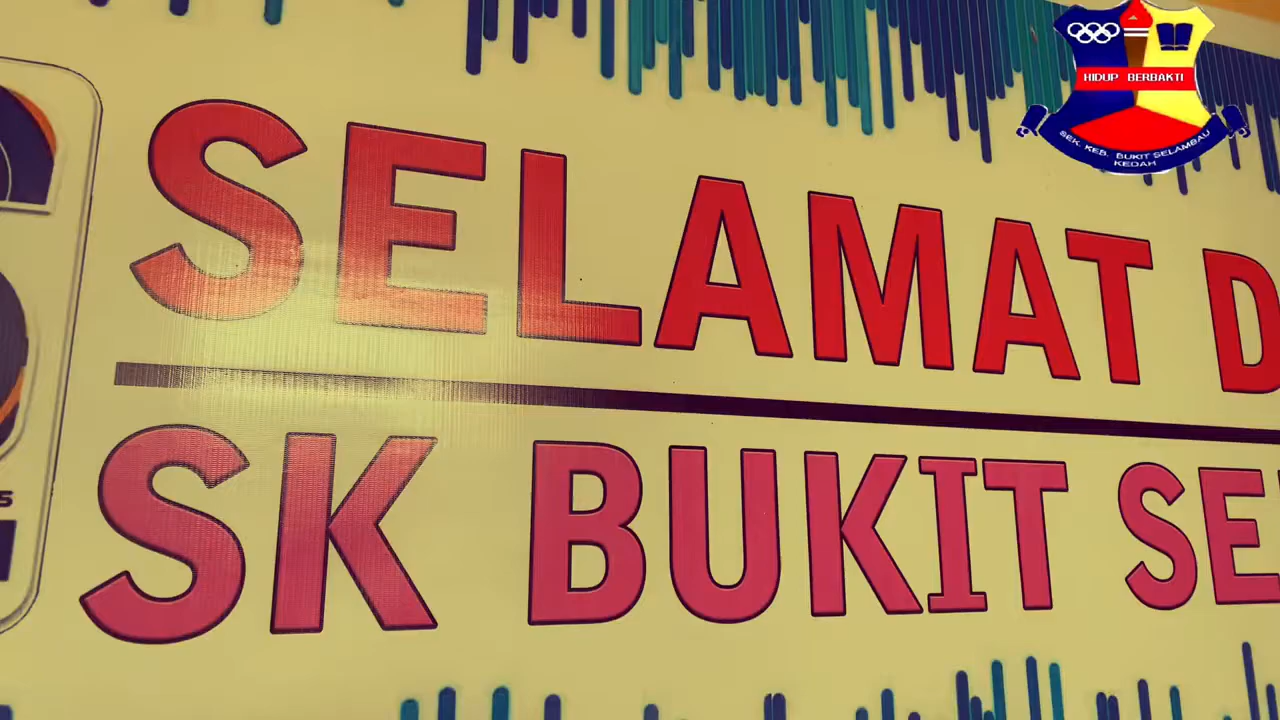 HIDUP BERBAKTI
SEK. KEB. BUKIT SELAMBAU
KEDAH
SELAMAT D
SK BUKIT SE
S